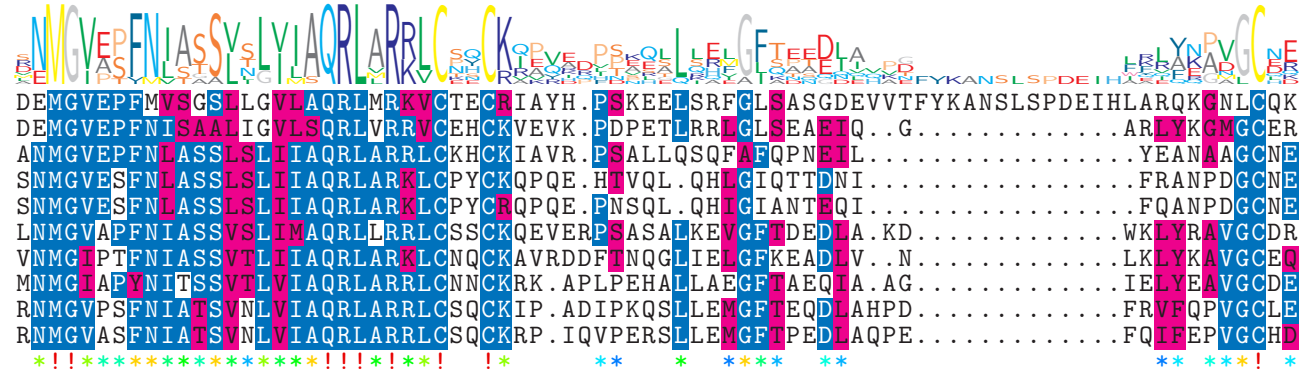 DEMGVEPFMVSGSLLGVLAQRLMRKVCTECRIAYH.PSKEELSRFGLSASGDEVVTFYKANSLSPDEIHLARQKGNLCQK
DEMGVEPFNISAALIGVLSQRLVRRVCEHCKVEVK.PDPETLRRLGLSEAEIQ..G.............ARLYKGMGCER
ANMGVEPFNLASSLSLIIAQRLARRLCKHCKIAVR.PSALLQSQFAFQPNEIL.................YEANAAGCNE
SNMGVESFNLASSLSLIIAQRLARKLCPYCKQPQE.HTVQL.QHLGIQTTDNI.................FRANPDGCNE
SNMGVESFNLASSLSLIIAQRLARKLCPYCRQPQE.PNSQL.QHIGIANTEQI.................FQANPDGCNE
LNMGVAPFNIASSVSLIMAQRLLRRLCSSCKQEVERPSASALKEVGFTDEDLA.KD.............WKLYRAVGCDR
VNMGIPTFNIASSVTLIIAQRLARKLCNQCKAVRDDFTNQGLIELGFKEADLV..N.............LKLYKAVGCEQ
MNMGIAPYNITSSVTLVIAQRLARRLCNNCKRK.APLPEHALLAEGFTAEQIA.AG.............IELYEAVGCDE
RNMGVPSFNIATSVNLVIAQRLARRLCSQCKIP.ADIPKQSLLEMGFTEQDLAHPD.............FRVFQPVGCLE
RNMGVASFNIATSVNLVIAQRLARRLCSQCKRP.IQVPERSLLEMGFTPEDLAQPE.............FQIFEPVGCHD
*!!***************!!!*!**! !* ** * **** ** ** ****! *